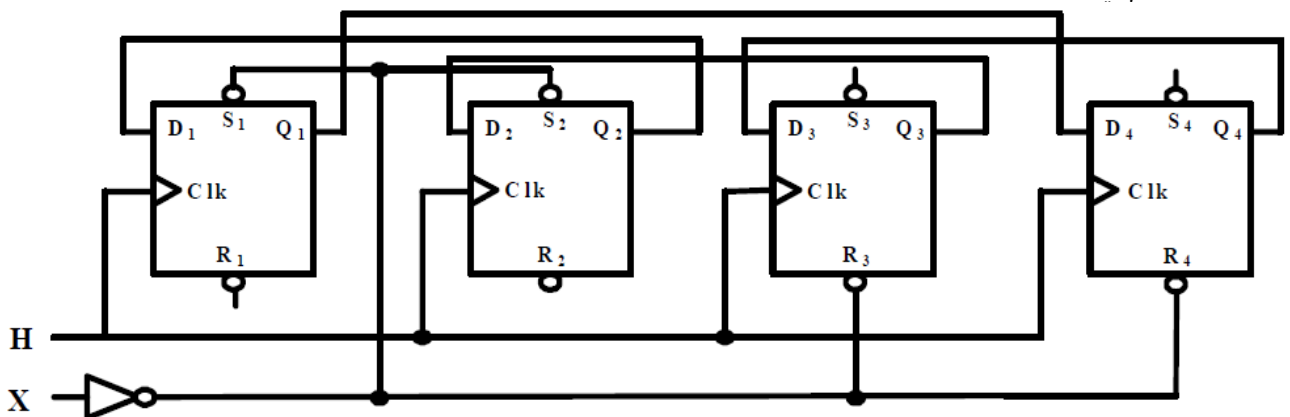 D1 S1 Q1
D2 S2 Q2
D3 S3 Q3
D4 S4 Q4
Clk
Clk
Clk
Clk
R1
R2
R3
R4
H
X